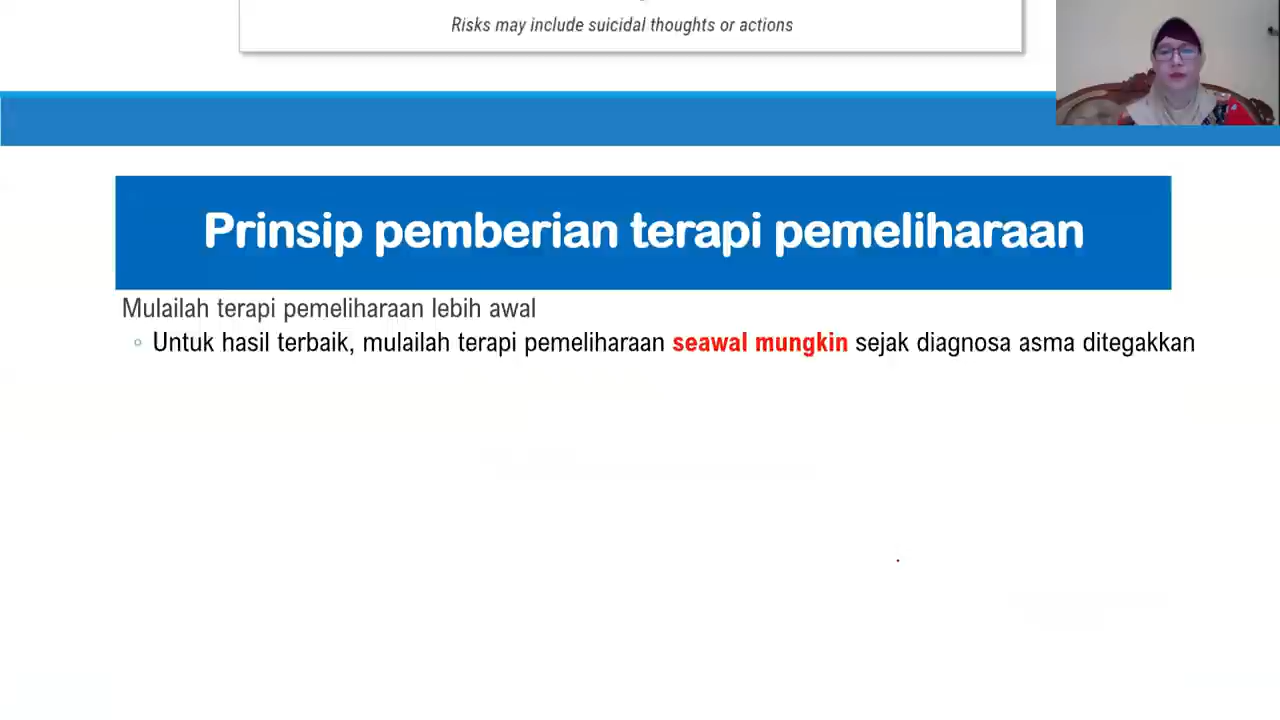 Risks may include suicidal thoughts or actions
Prinsip pemberian terapi pemeliharaan
Mulailah terapi pemeliharaan lebih awal
Untuk hasil terbaik, mulailah terapi pemeliharaan seawal mungkin sejak diagnosa asma ditegakkan